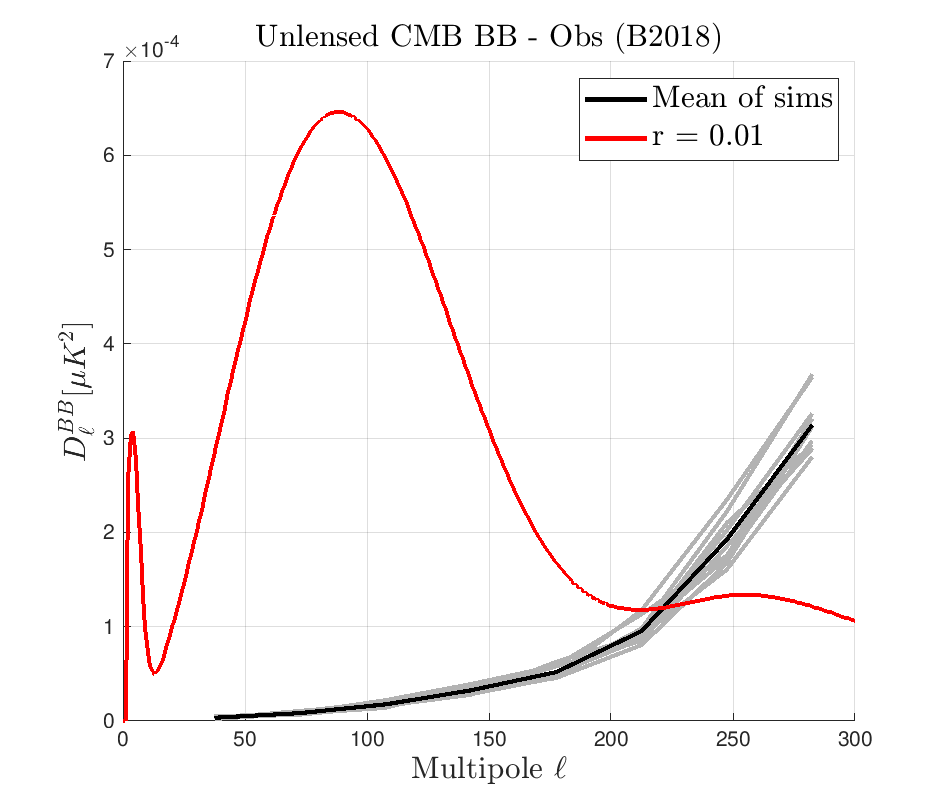 Unlensed CMB BB - Obs (B2018)
×10⁻⁴
Mean of sims
r = 0.01
7
6
5
4
3
2
1
0
D_ℓ^{BB}[μK²]
0 50 100 150 200 250 300
Multipole ℓ